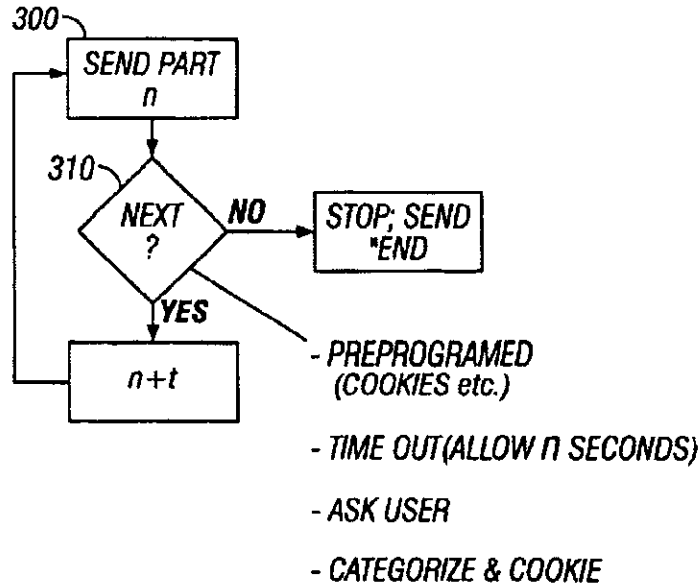 300
SEND PART
n
310
NEXT
?
NO
STOP; SEND
"END
YES
n+t
- PREPROGRAMED
(COOKIES etc.)
- TIME OUT(ALLOW n SECONDS)
- ASK USER
- CATEGORIZE & COOKIE